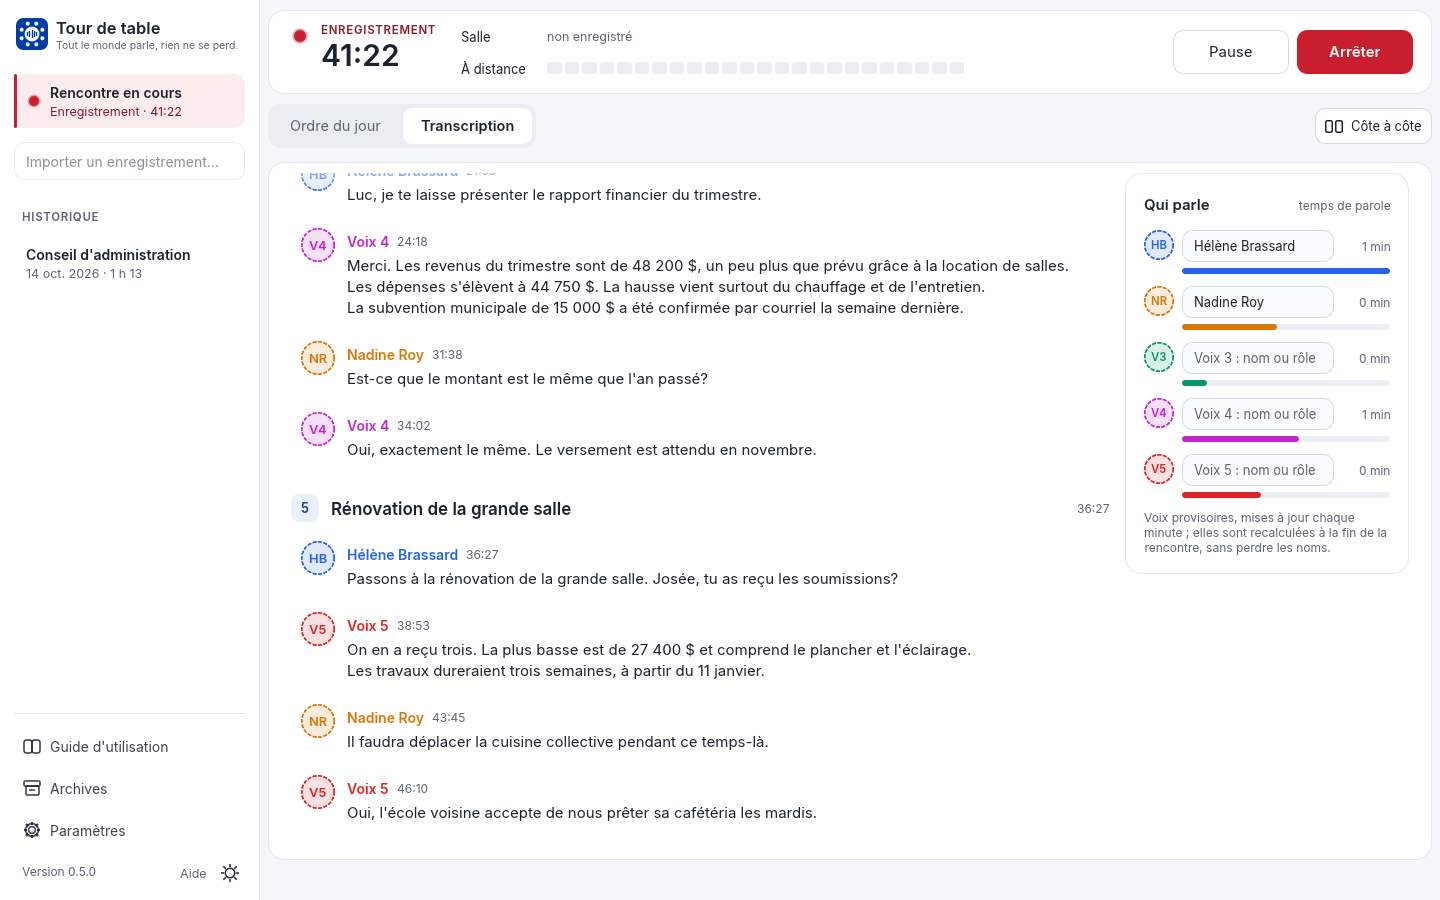 Tour de table
Tout le monde parle, rien ne se perd.
Rencontre en cours
Enregistrement · 41:22
Importer un enregistrement...
HISTORIQUE
Conseil d'administration
14 oct. 2026 · 1 h 13
Guide d'utilisation
Archives
Paramètres
Version 0.5.0
Aide
ENREGISTREMENT
41:22
Salle
non enregistré
À distance
Pause
Arrêter
Ordre du jour
Transcription
Côte à côte
HB
Hélène Brassard
Luc, je te laisse présenter le rapport financier du trimestre.
V4
Voix 4 24:18
Merci. Les revenus du trimestre sont de 48 200 $, un peu plus que prévu grâce à la location de salles.
Les dépenses s'élèvent à 44 750 $. La hausse vient surtout du chauffage et de l'entretien.
La subvention municipale de 15 000 $ a été confirmée par courriel la semaine dernière.
NR
Nadine Roy 31:38
Est-ce que le montant est le même que l'an passé?
V4
Voix 4 34:02
Oui, exactement le même. Le versement est attendu en novembre.
5 Rénovation de la grande salle 36:27
HB
Hélène Brassard 36:27
Passons à la rénovation de la grande salle. Josée, tu as reçu les soumissions?
V5
Voix 5 38:53
On en a reçu trois. La plus basse est de 27 400 $ et comprend le plancher et l'éclairage.
Les travaux dureraient trois semaines, à partir du 11 janvier.
NR
Nadine Roy 43:45
Il faudra déplacer la cuisine collective pendant ce temps-là.
V5
Voix 5 46:10
Oui, l'école voisine accepte de nous prêter sa cafétéria les mardis.
Qui parle
temps de parole
HB Hélène Brassard 1 min
NR Nadine Roy 0 min
V3 Voix 3 : nom ou rôle 0 min
V4 Voix 4 : nom ou rôle 1 min
V5 Voix 5 : nom ou rôle 0 min
Voix provisoires, mises à jour chaque
minute ; elles sont recalculées à la fin de la
rencontre, sans perdre les noms.